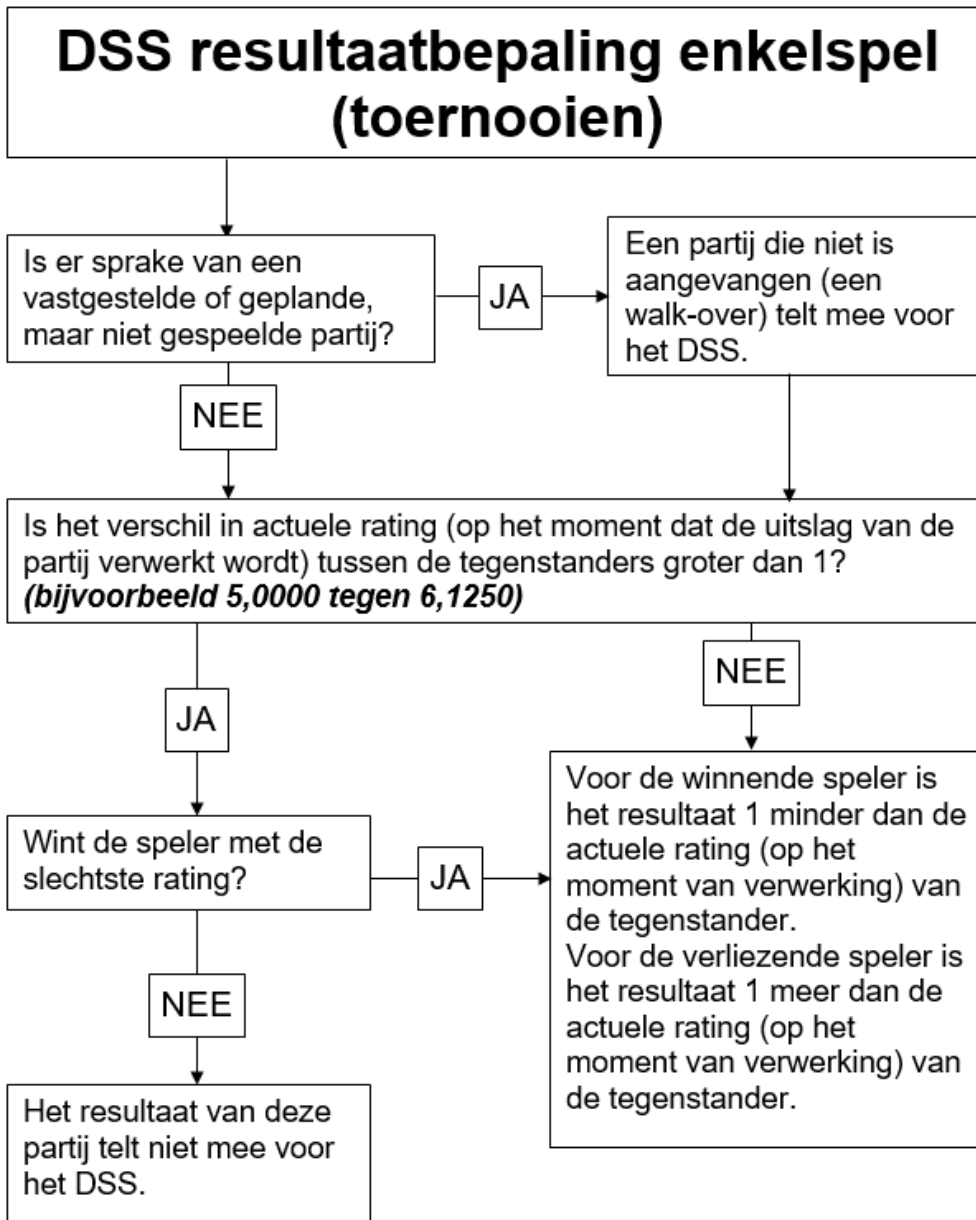 DSS resultaatbepaling enkelspel
(toernooien)
Is er sprake van een
vastgestelde of geplande,
maar niet gespeelde partij?
JA
Een partij die niet is
aangevangen (een
walk-over) telt mee voor
het DSS.
NEE
Is het verschil in actuele rating (op het moment dat de uitslag van de
partij verwerkt wordt) tussen de tegenstanders groter dan 1?
(bijvoorbeeld 5,0000 tegen 6,1250)
JA
NEE
Wint de speler met de
slechtste rating?
JA
Voor de winnende speler is
het resultaat 1 minder dan de
actuele rating (op het
moment van verwerking) van
de tegenstander.
Voor de verliezende speler is
het resultaat 1 meer dan de
actuele rating (op het
moment van verwerking) van
de tegenstander.
NEE
Het resultaat van deze
partij telt niet mee voor
het DSS.